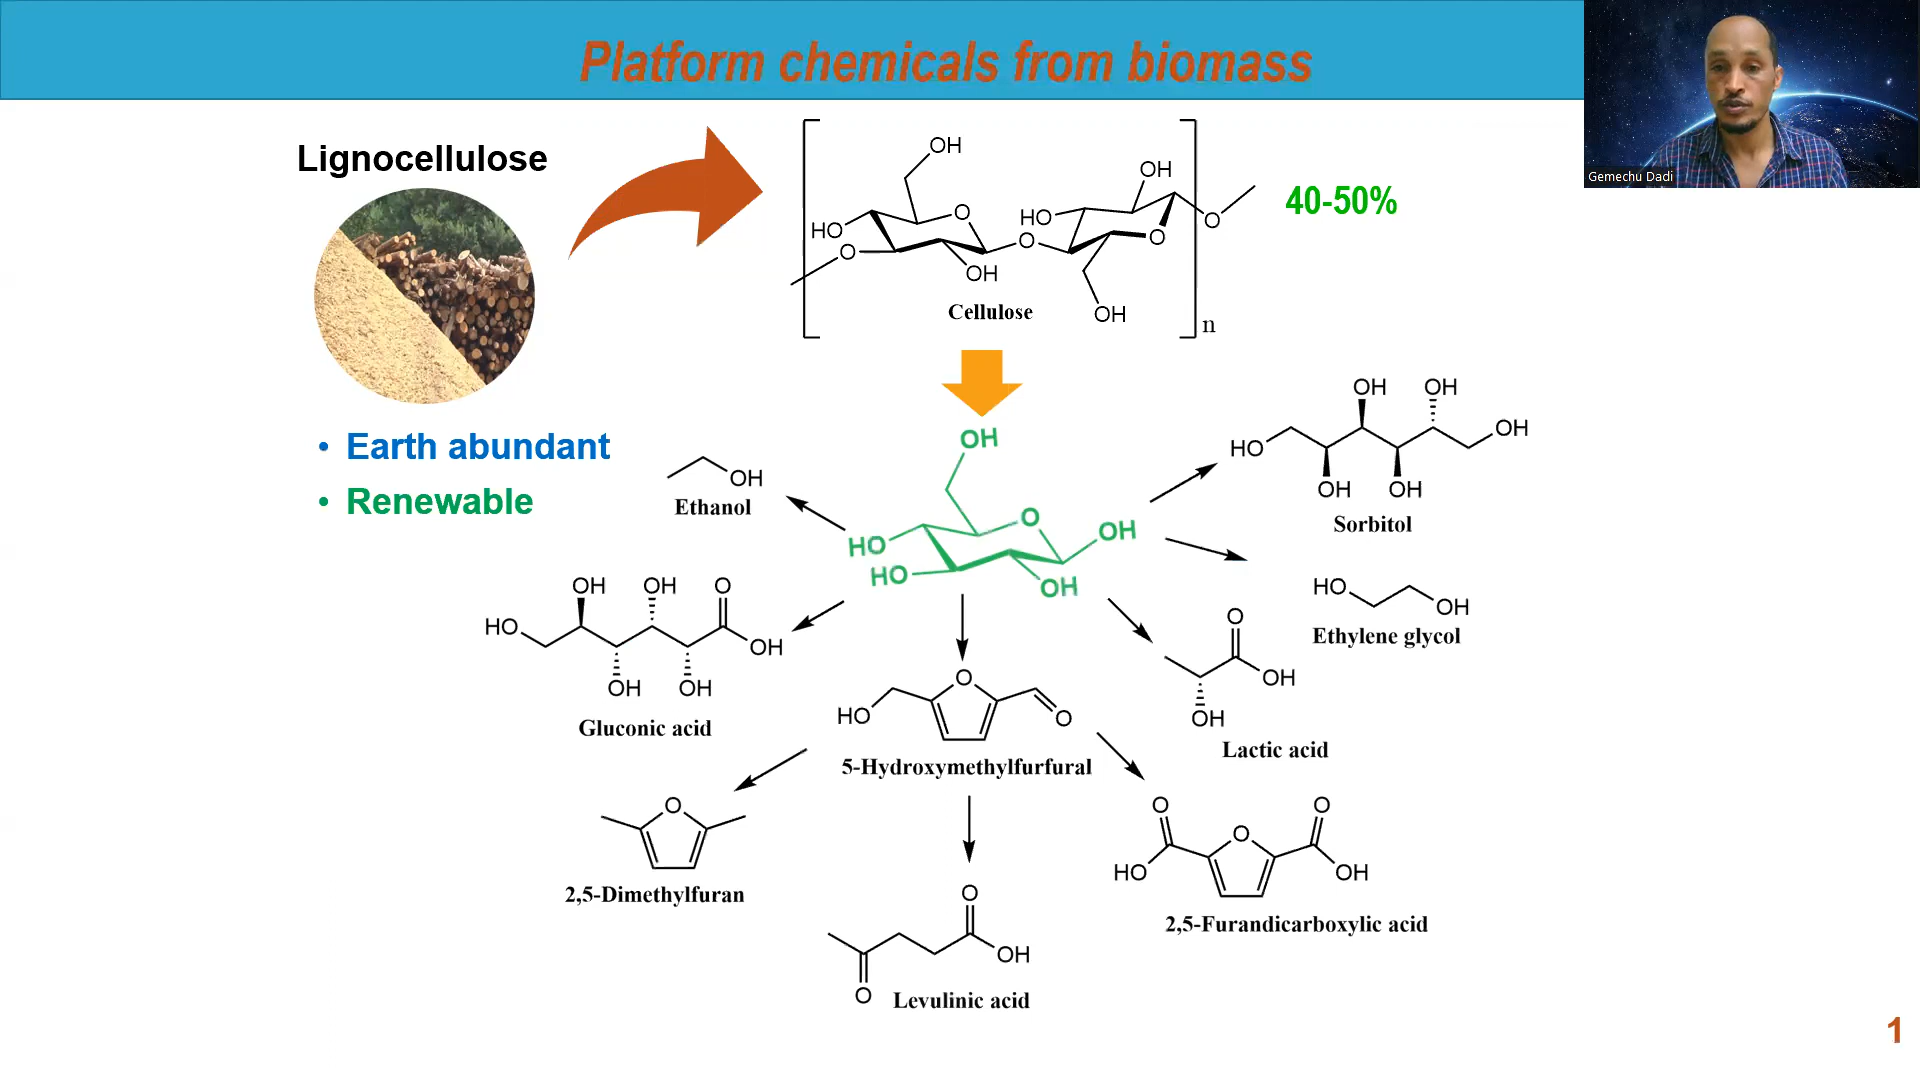 Platform chemicals from biomass
Gemechu Dadi
Lignocellulose
• Earth abundant
• Renewable
OH
HO
O
O
OH
O
HO
OH
O
O
OH
Cellulose
n
40-50%
OH
HO
HO
O
OH
OH
OH
Ethanol
HO
OH
OH
OH
OH
OH
Sorbitol
HO
OH
Ethylene glycol
HO
OH
OH
O
OH
OH
OH
Gluconic acid
HO
O
O
5-Hydroxymethylfurfural
O
OH
OH
Lactic acid
O
2,5-Dimethylfuran
O
OH
O
Levulinic acid
O
HO
O
O
OH
2,5-Furandicarboxylic acid
1